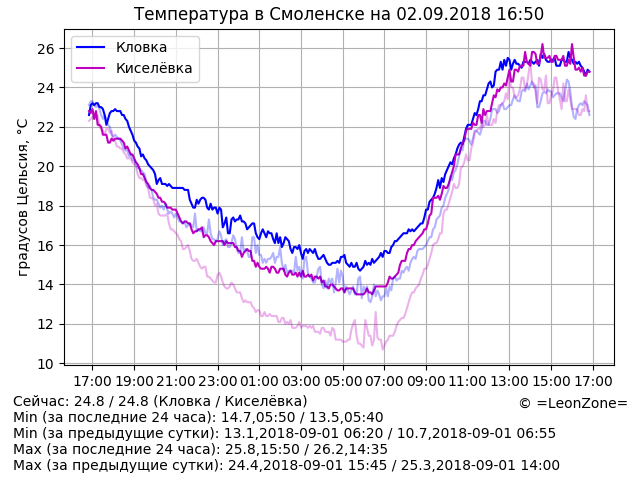 Температура в Смоленске на 02.09.2018 16:50
Кловка
Киселёвка
градусов Цельсия, °C
26
24
22
20
18
16
14
12
10
17:00 19:00 21:00 23:00 01:00 03:00 05:00 07:00 09:00 11:00 13:00 15:00 17:00
Сейчас: 24.8 / 24.8 (Кловка / Киселёвка)
© =LeonZone=
Min (за последние 24 часа): 14.7,05:50 / 13.5,05:40
Min (за предыдущие сутки): 13.1,2018-09-01 06:20 / 10.7,2018-09-01 06:55
Max (за последние 24 часа): 25.8,15:50 / 26.2,14:35
Max (за предыдущие сутки): 24.4,2018-09-01 15:45 / 25.3,2018-09-01 14:00